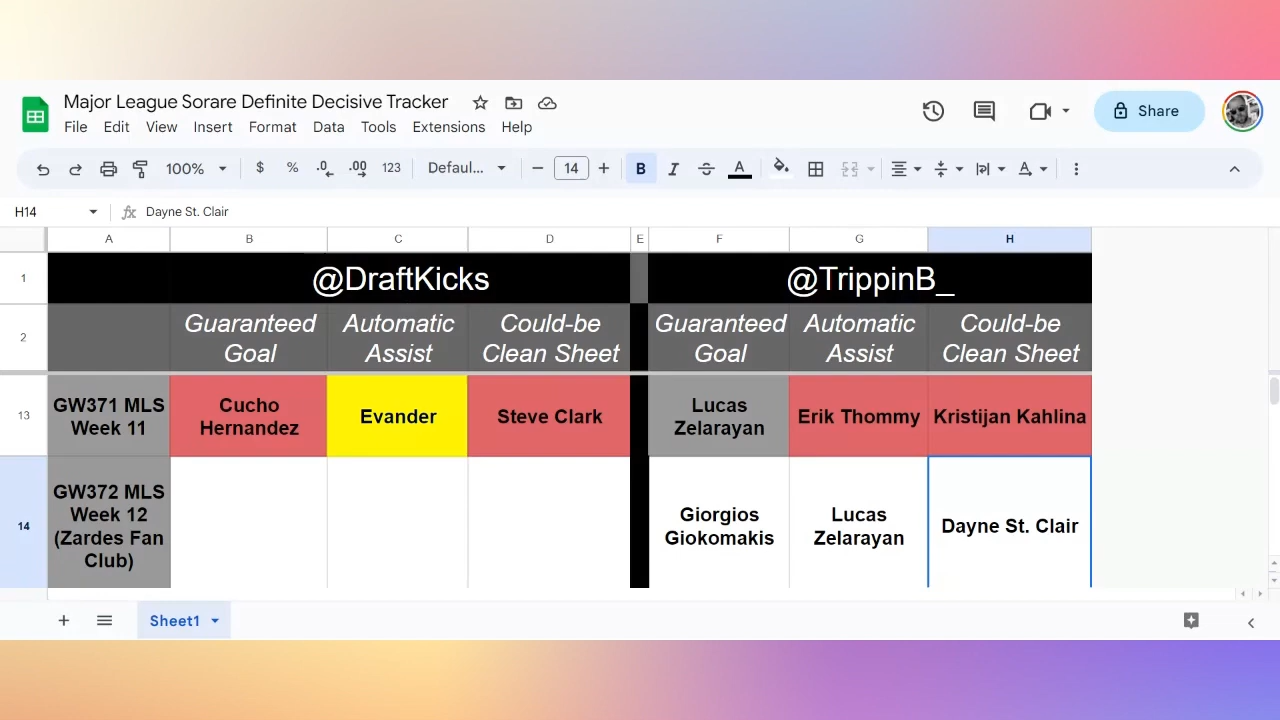 Major League Sorare Definite Decisive Tracker
File Edit View Insert Format Data Tools Extensions Help
Share
100% $ % .0 .00 123 Defaul... − 14 + B I S A A
H14 fx Dayne St. Clair
A B C D E F G H
1 @DraftKicks @TrippinB_
Guaranteed Automatic Could-be Guaranteed Automatic Could-be
2
Goal Assist Clean Sheet Goal Assist Clean Sheet
GW371 MLS Cucho Lucas
13 Evander Steve Clark Erik Thommy Kristijan Kahlina
Week 11 Hernandez Zelarayan
GW372 MLS
Week 12 Giorgios Lucas
14 Dayne St. Clair
(Zardes Fan Giokomakis Zelarayan
Club)
+ Sheet1